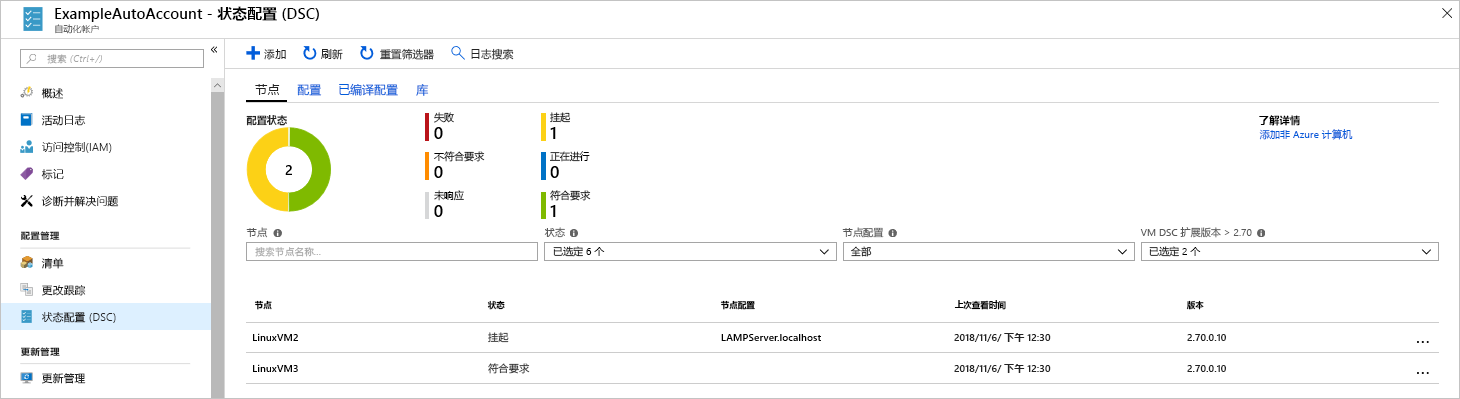 ExampleAutoAccount - 状态配置 (DSC)
自动化帐户
搜索 (Ctrl+/)
概述
活动日志
访问控制(IAM)
标记
诊断并解决问题
配置管理
清单
更改跟踪
状态配置 (DSC)
更新管理
更新管理
添加 刷新 重置筛选器 日志搜索
节点 配置 已编译配置 库
配置状态
2
失败
0
挂起
1
不符合要求
0
正在进行
0
未响应
0
符合要求
1
了解详情
添加非 Azure 计算机
节点 状态 节点配置 VM DSC 扩展版本 > 2.70
搜索节点名称... 已选定 6 个 全部 已选定 2 个
节点 状态 节点配置 上次查看时间 版本
LinuxVM2 挂起 LAMPServer.localhost 2018/11/6/ 下午 12:30 2.70.0.10 ...
LinuxVM3 符合要求 2018/11/6/ 下午 12:30 2.70.0.10 ...